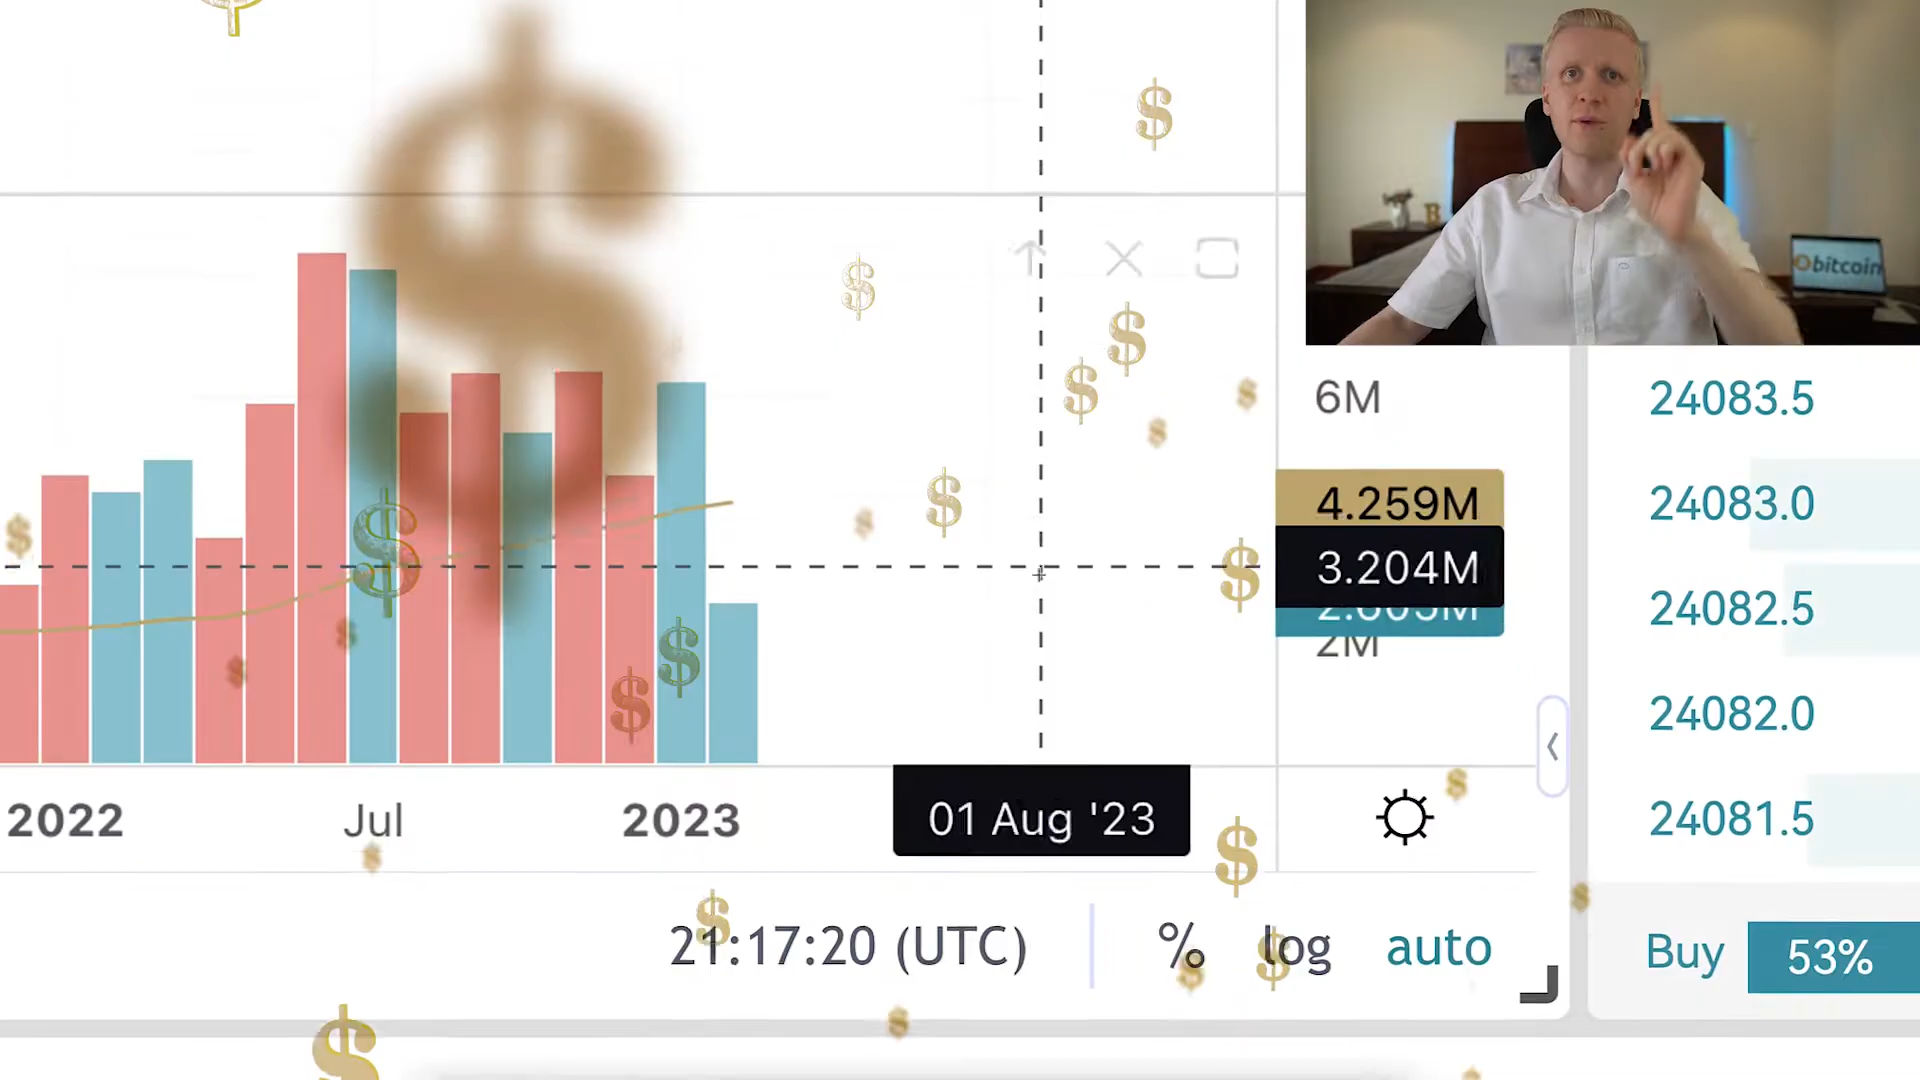 bitcoin
6M
24083.5
4.259M
24083.0
3.204M
2M
24082.5
24082.0
24081.5
2022
Jul
2023
01 Aug '23
21:17:20 (UTC)
%
log
auto
Buy
53%